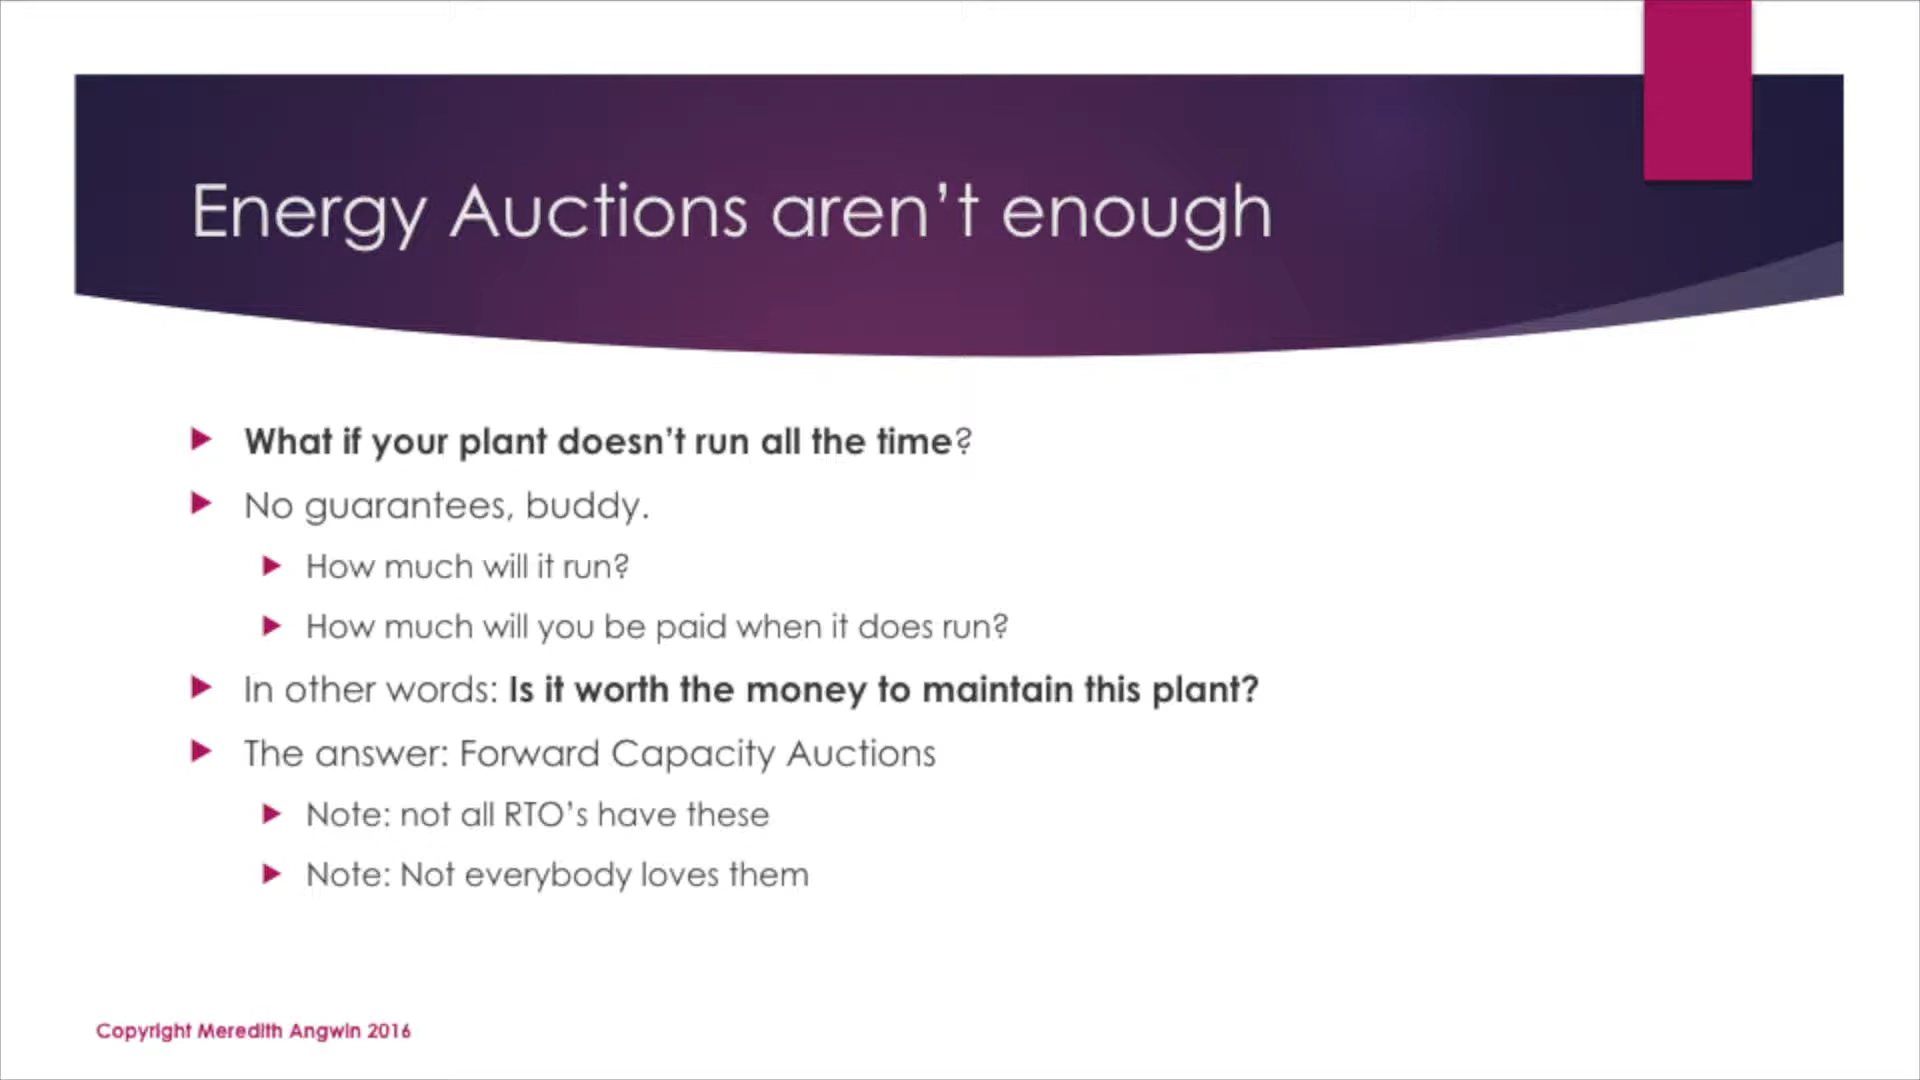 Energy Auctions aren't enough
What if your plant doesn't run all the time?
No guarantees, buddy.
How much will it run?
How much will you be paid when it does run?
In other words: Is it worth the money to maintain this plant?
The answer: Forward Capacity Auctions
Note: not all RTO's have these
Note: Not everybody loves them
Copyright Meredith Angwin 2016